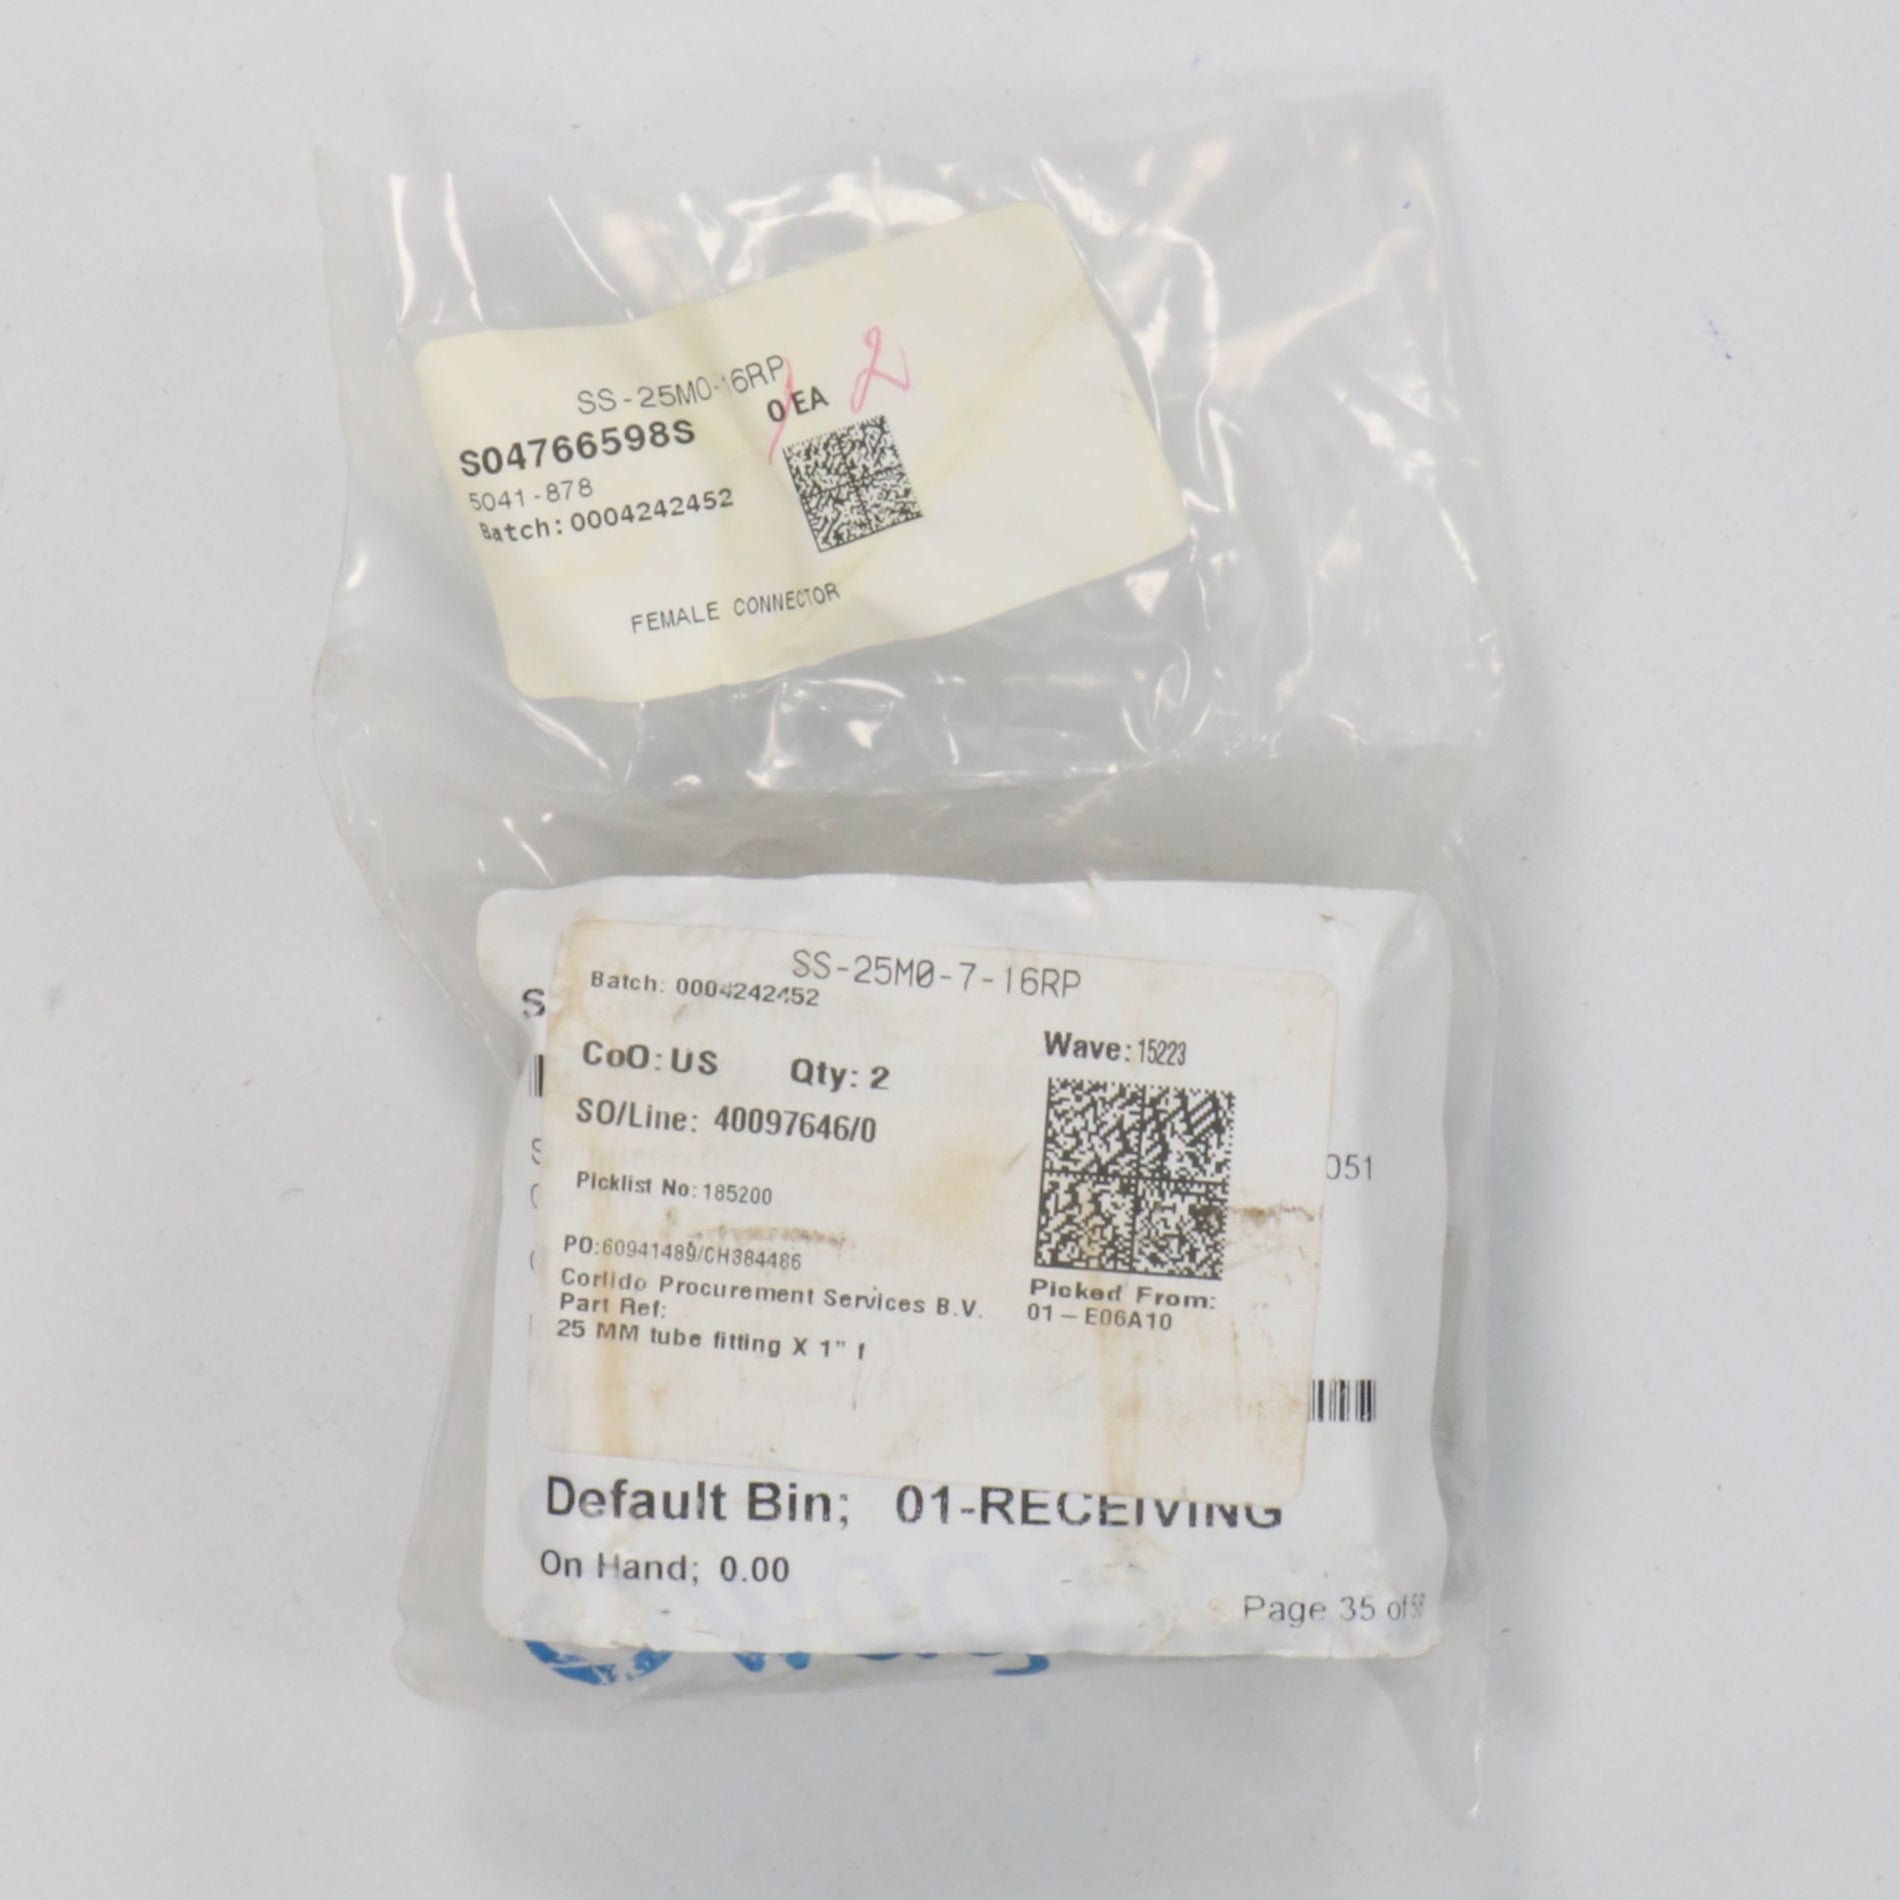 SS-25M0-16RP
0 EA 2
S04766598S
5041-878
Batch:0004242452
FEMALE CONNECTOR
SS-25M0-7-16RP
Batch: 0004242452
S
CoO: US Qty: 2
Wave: 15223
SO/Line: 40097646/0
051
Picklist No: 185200
PO:60941489/CH384486
Corlido Procurement Services B.V.
Part Ref:
25 MM tube fitting X 1" f
Picked From:
01-E06A10
Default Bin; 01-RECEIVING
On Hand; 0.00
Page 35 of 58